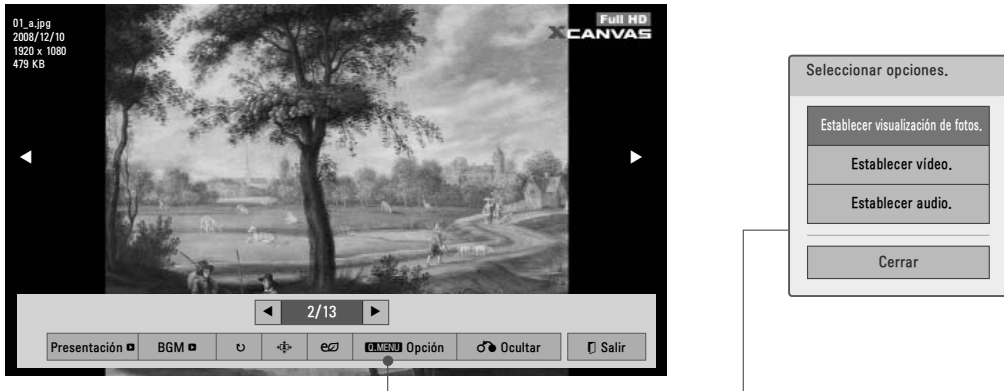 01_a.jpg
2008/12/10
1920 x 1080
479 KB
Full HD
XCANVAS
2/13
Presentación
BGM
Q.MENU Opción
Ocultar
Salir
Seleccionar opciones.
Establecer visualización de fotos.
Establecer vídeo.
Establecer audio.
Cerrar